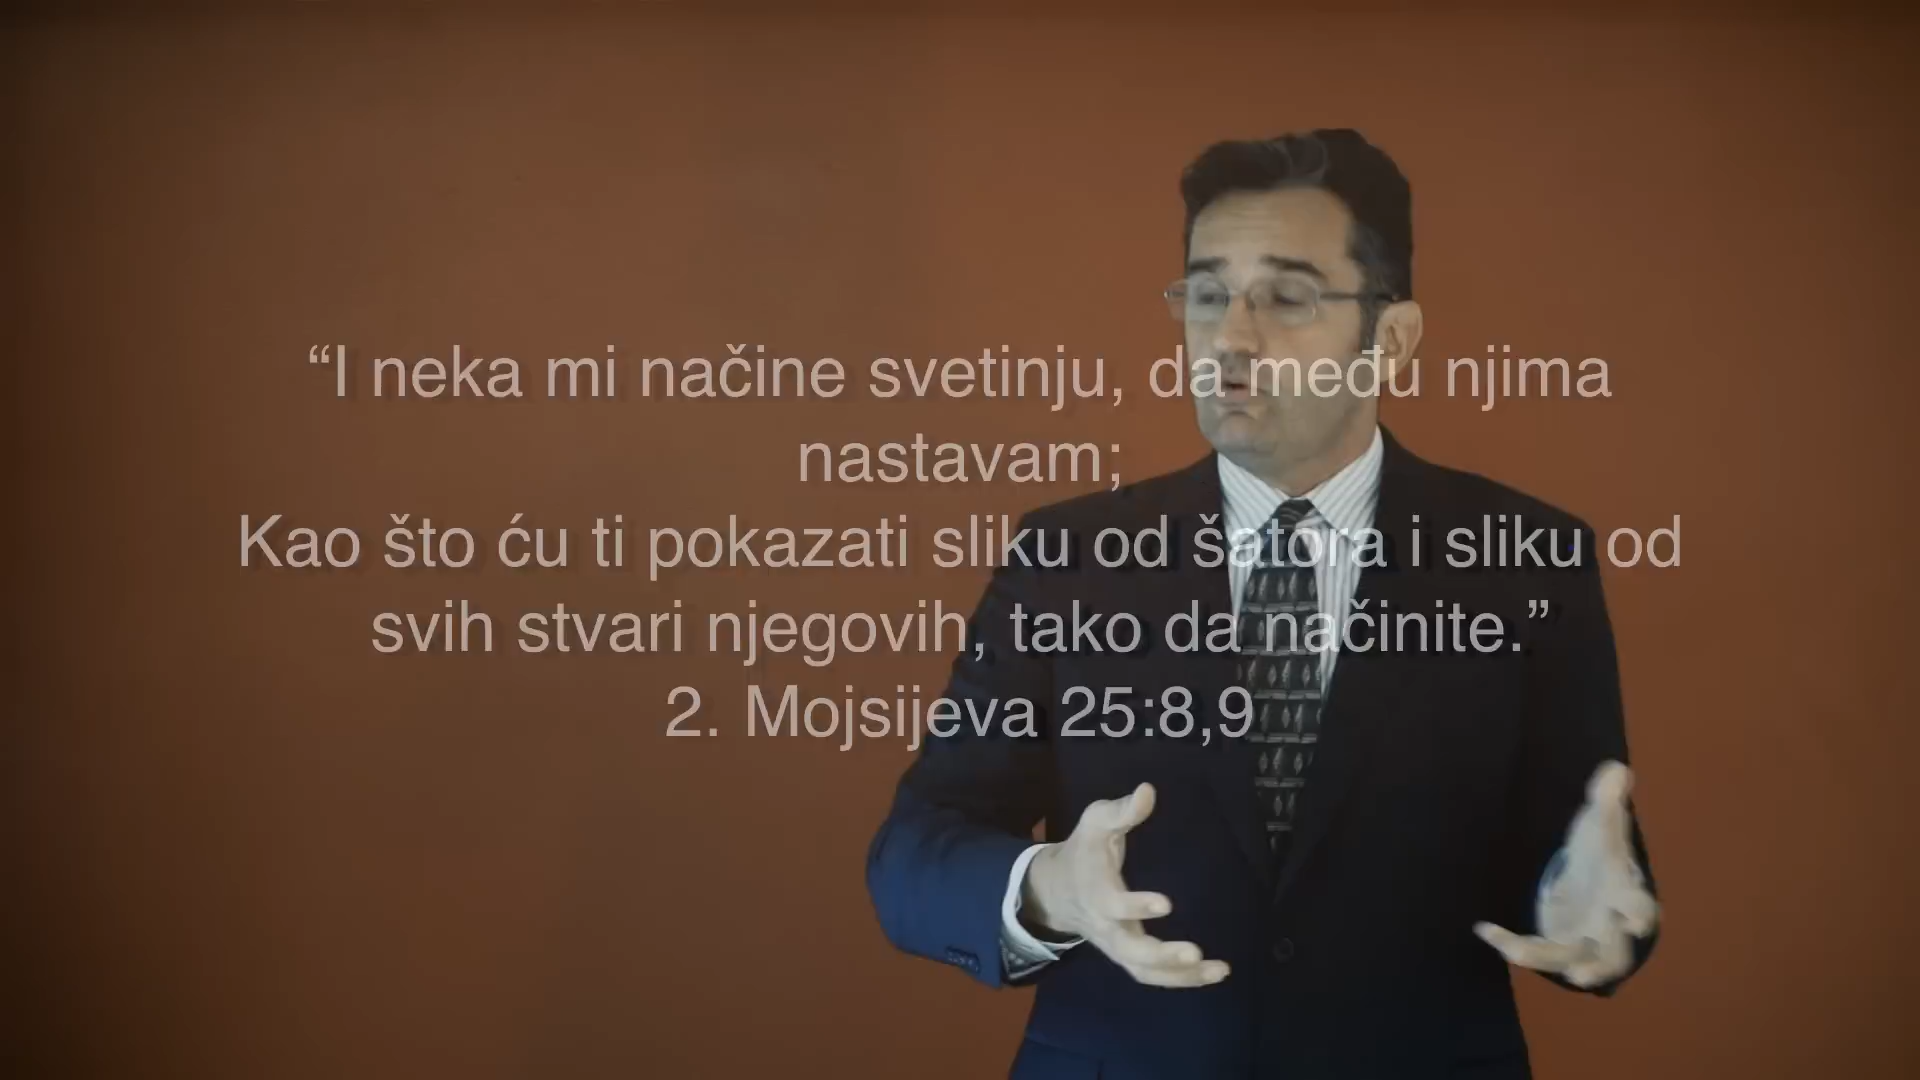 “I neka mi načine svetinju, da među njima
nastavam;
Kao što ću ti pokazati sliku od šatora i sliku od
svih stvari njegovih, tako da načinite.”
2. Mojsijeva 25:8,9